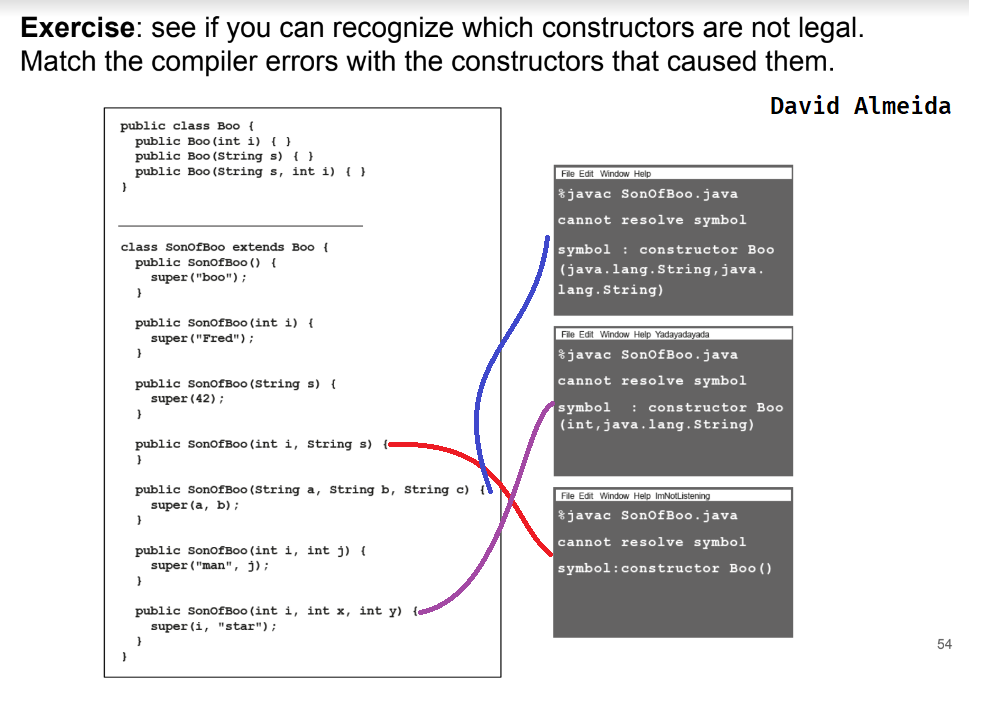 Exercise: see if you can recognize which constructors are not legal.
Match the compiler errors with the constructors that caused them.
David Almeida
public class Boo {
public Boo(int i) { }
public Boo(String s) { }
public Boo(String s, int i) { }
}
class SonOfBoo extends Boo {
public SonOfBoo() {
super("boo");
}
public SonOfBoo(int i) {
super("Fred");
}
public SonOfBoo(String s) {
super(42);
}
public SonOfBoo(int i, String s) {
}
public SonOfBoo(String a, String b, String c) {
super(a, b);
}
public SonOfBoo(int i, int j) {
super("man", j);
}
public SonOfBoo(int i, int x, int y) {
super(i, "star");
}
}
File Edit Window Help
%javac SonOfBoo.java
cannot resolve symbol
symbol : constructor Boo
(java.lang.String,java.
lang.String)
File Edit Window Help Yadayadayada
%javac SonOfBoo.java
cannot resolve symbol
symbol : constructor Boo
(int,java.lang.String)
File Edit Window Help ImNotListening
%javac SonOfBoo.java
cannot resolve symbol
symbol:constructor Boo()
54